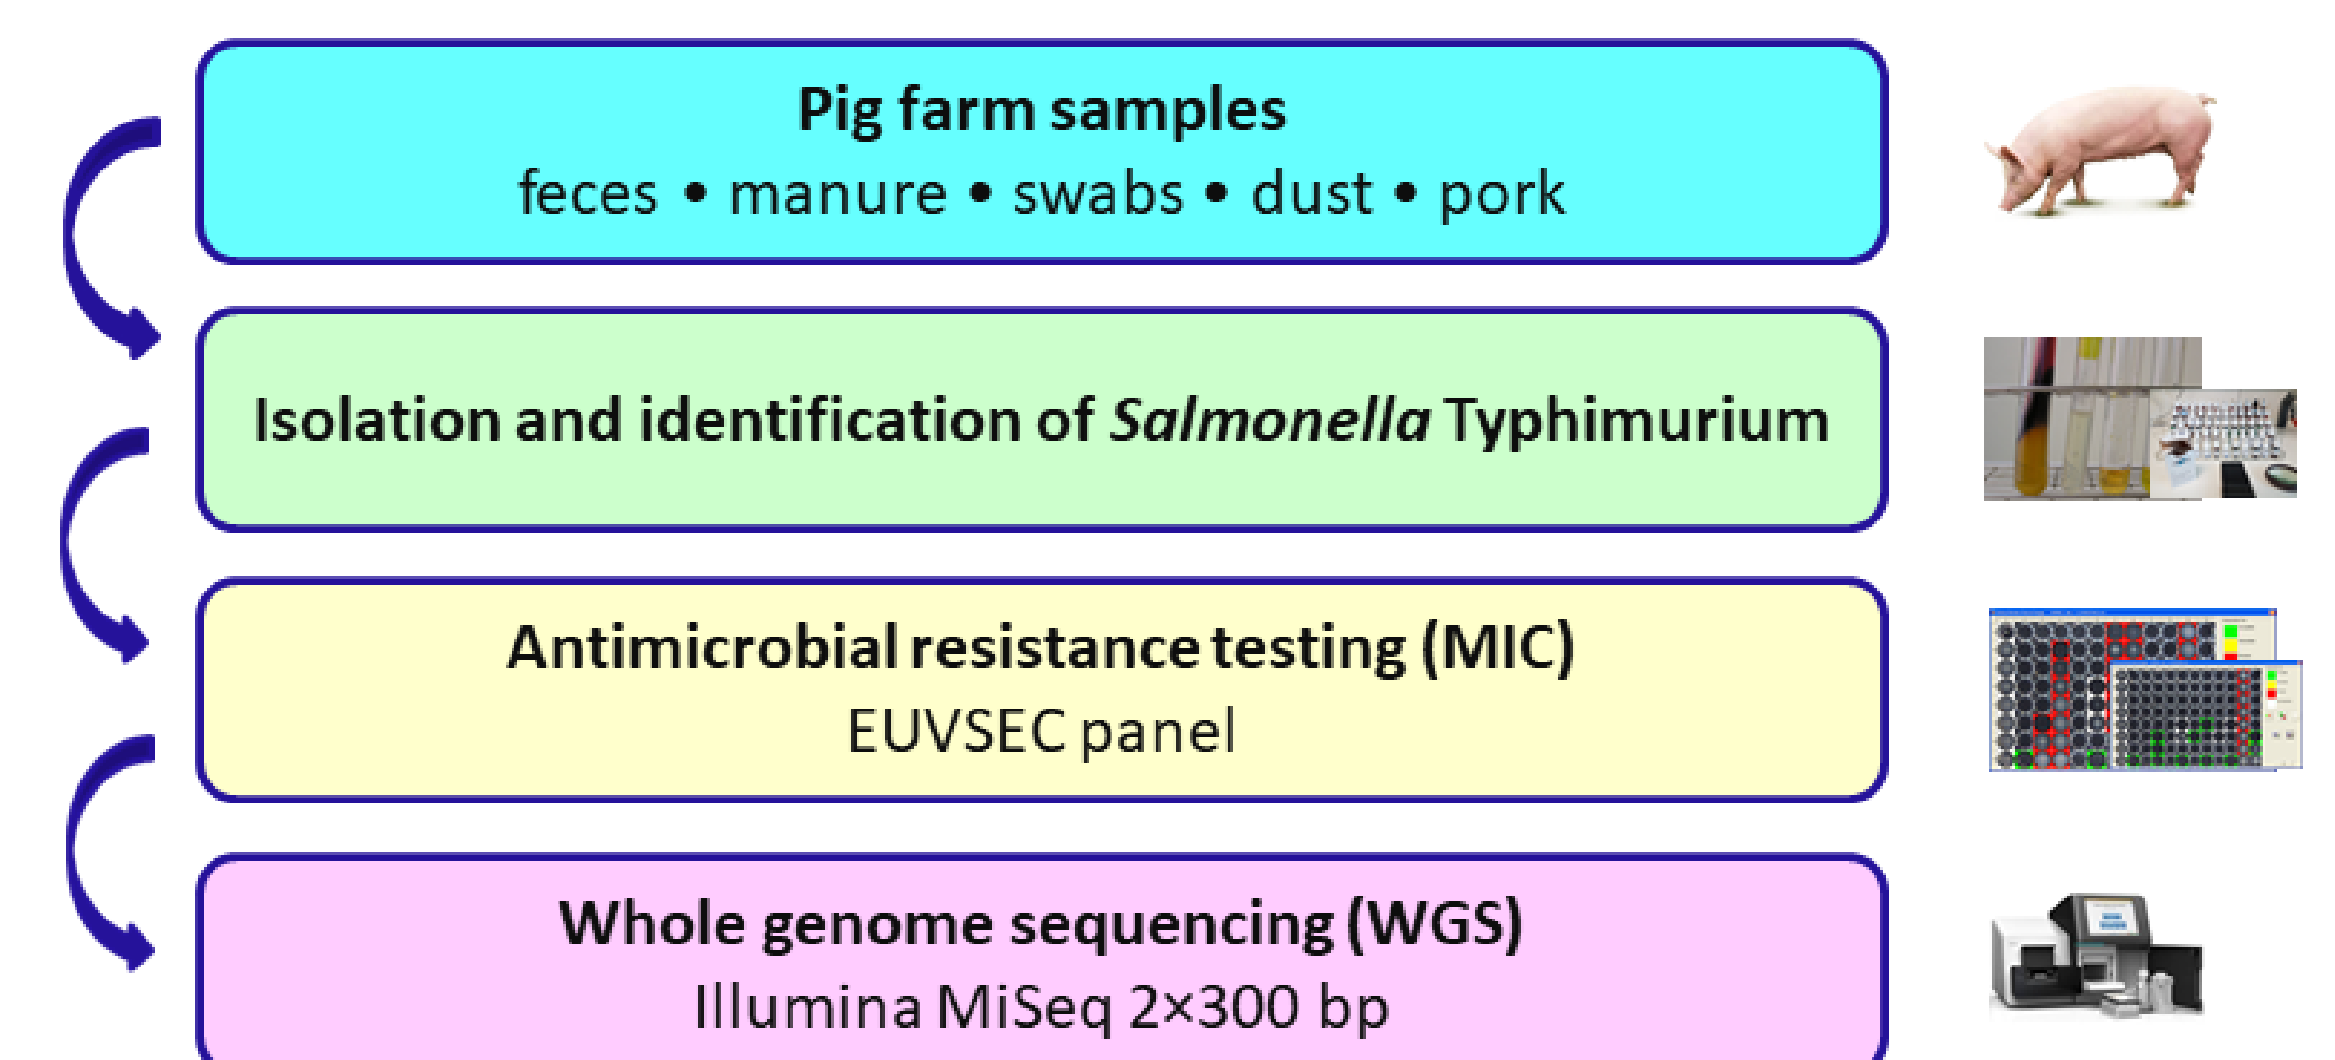 Pig farm samples
feces • manure • swabs • dust • pork
Isolation and identification of Salmonella Typhimurium
Antimicrobial resistance testing (MIC)
EUVSEC panel
Whole genome sequencing (WGS)
Illumina MiSeq 2×300 bp